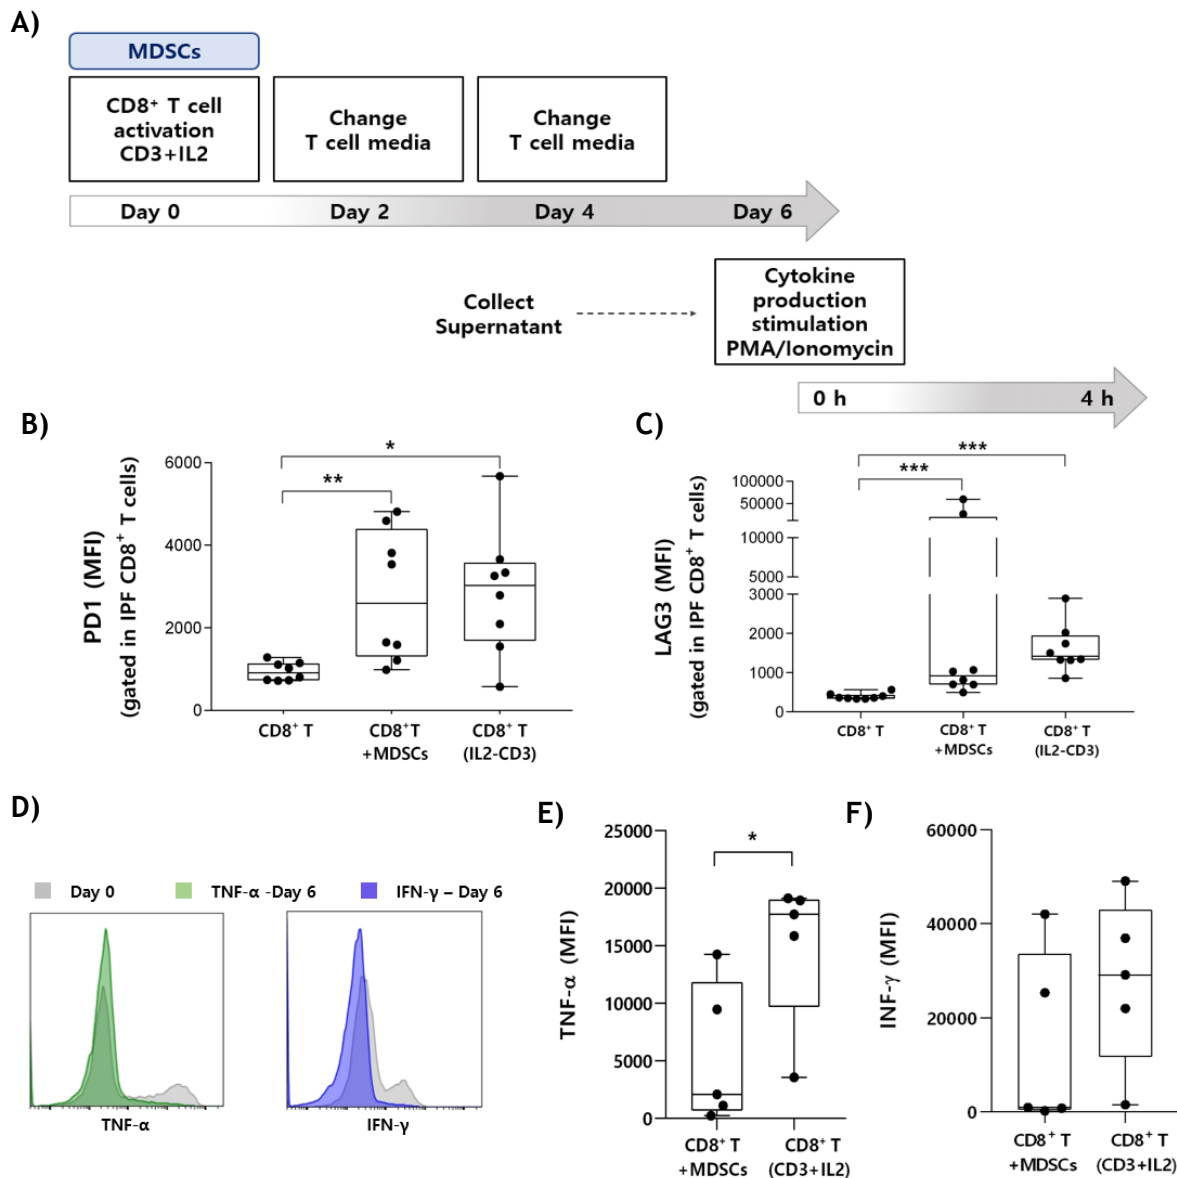 A)
MDSCs
CD8⁺ T cell
activation
CD3+IL2
Change
T cell media
Change
T cell media
Day 0
Day 2
Day 4
Day 6
Collect
Supernatant
Cytokine
production
stimulation
PMA/Ionomycin
0 h
4 h
B)
PD1 (MFI)
(gated in IPF CD8⁺ T cells)
6000
4000
2000
0
*
**
CD8⁺ T
CD8⁺T
+MDSCs
CD8⁺ T
(IL2-CD3)
C)
LAG3 (MFI)
(gated in IPF CD8⁺ T cells)
100000
50000
10000
5000
3000
2000
1000
0
***
***
CD8⁺ T
CD8⁺ T
+MDSCs
CD8⁺ T
(IL2-CD3)
D)
Day 0
TNF-α -Day 6
IFN-γ – Day 6
TNF-α
IFN-γ
E)
TNF-α (MFI)
25000
20000
15000
10000
5000
0
*
CD8⁺ T
+MDSCs
CD8⁺ T
(CD3+IL2)
F)
INF-γ (MFI)
60000
40000
20000
0
CD8⁺ T
+MDSCs
CD8⁺ T
(CD3+IL2)